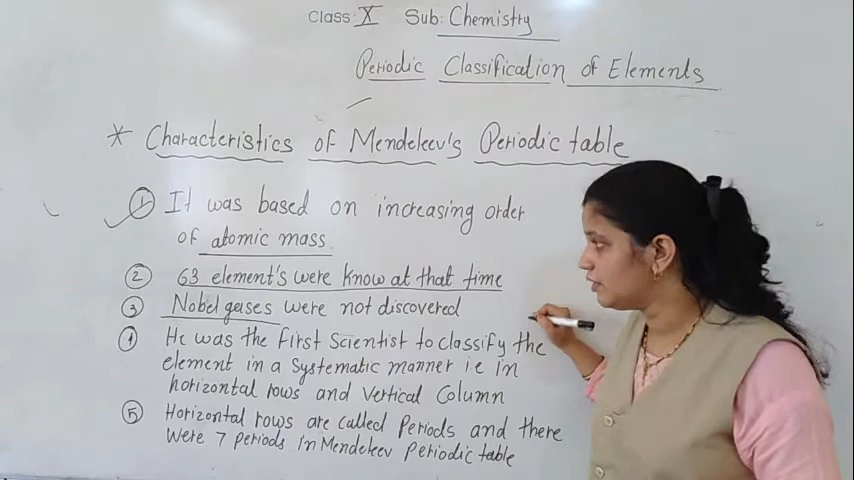 Class: X Sub: Chemistry
Periodic Classification of Elements
* Characteristics of Mendeleev's Periodic table
1 It was based on increasing order
of atomic mass.
2 63 element's were know at that time
3 Nobel gases were not discovered
4 He was the First Scientist to classify the
element in a Systematic manner i.e in
horizontal rows and Vertical Column
5 Horizontal rows are called Periods and there
Were 7 Periods in Mendeleev Periodic table